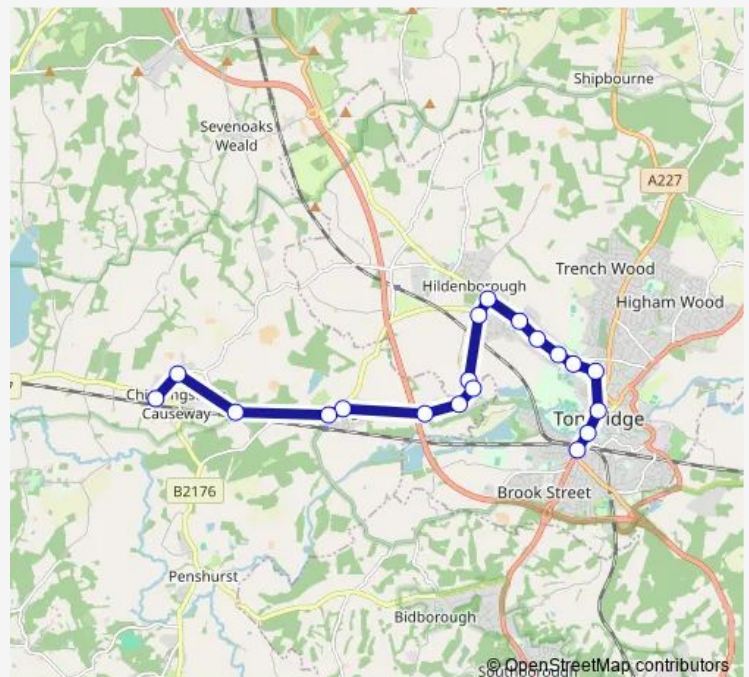 Shipbourne
Sevenoaks
Weald
A227
Trench Wood
Hildenborough
Higham Wood
Causeway
B2176
Brook Street
Penshurst
Bidborough
© OpenStreetMap contributors